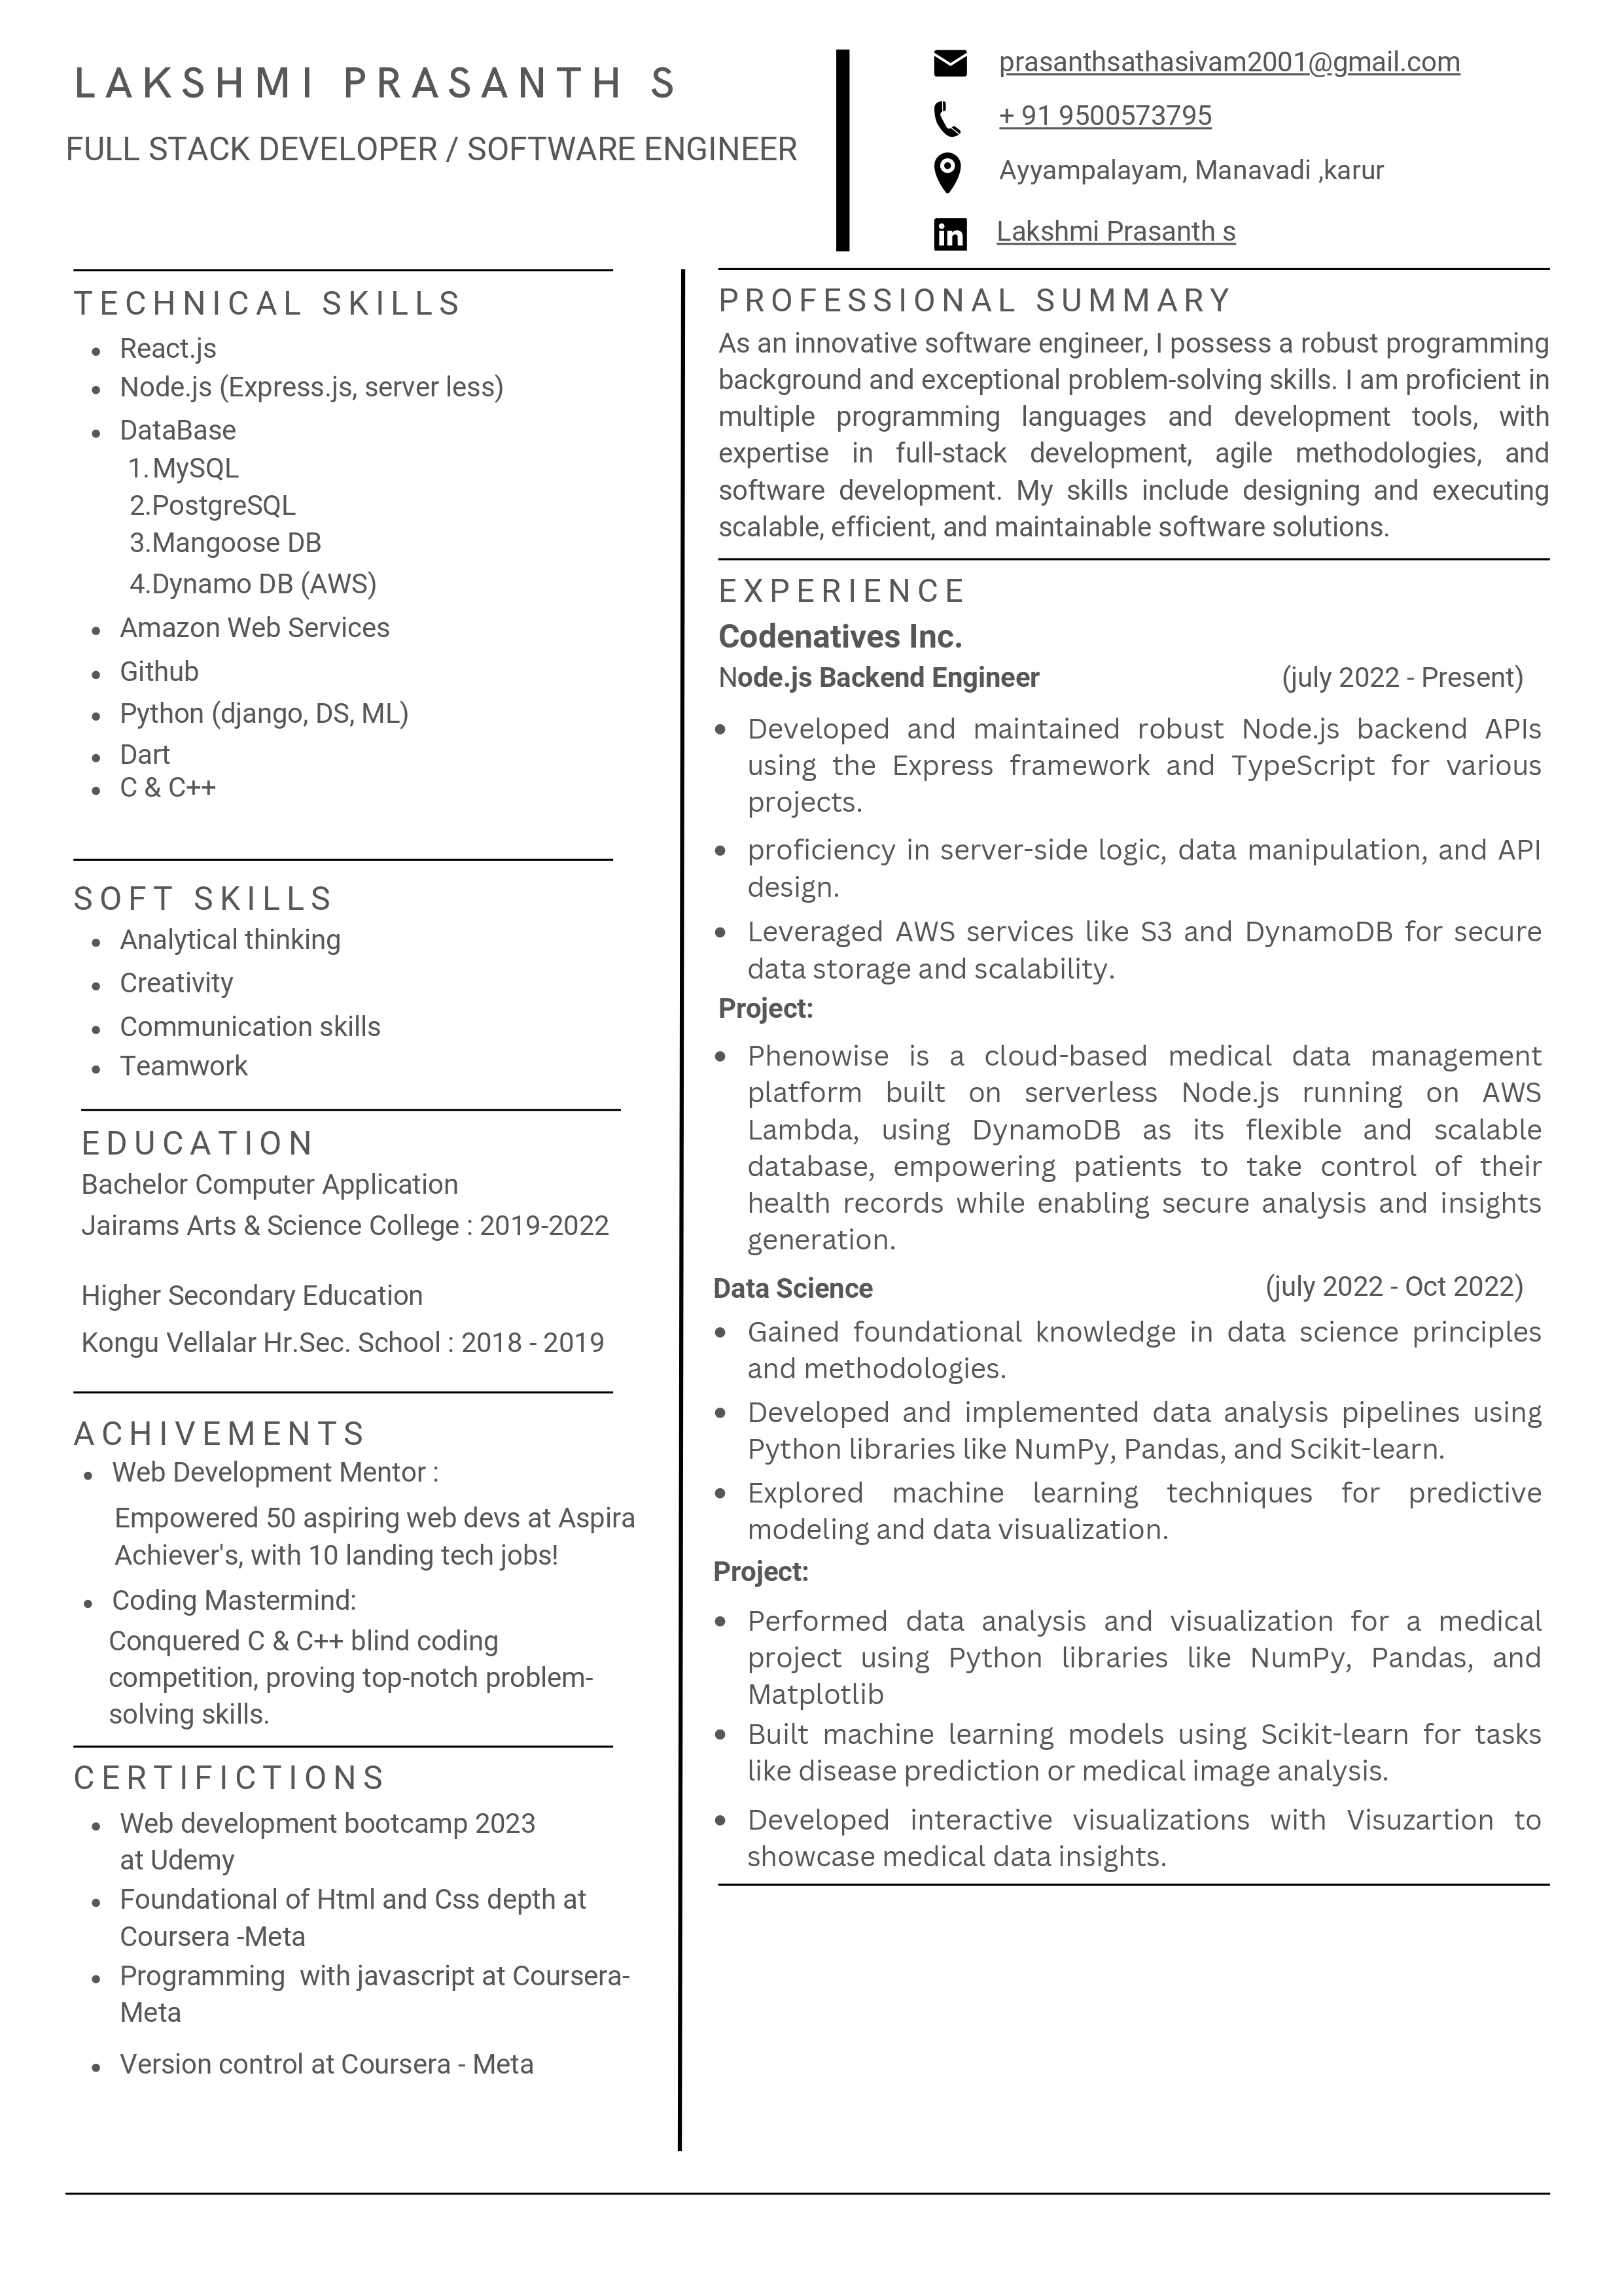 LAKSHMI PRASANTH S
FULL STACK DEVELOPER / SOFTWARE ENGINEER
prasanthsathasivam2001@gmail.com
+ 91 9500573795
Ayyampalayam, Manavadi ,karur
in
Lakshmi Prasanth s
TECHNICAL SKILLS
• React.js
• Node.js (Express.js, server less)
• DataBase
1. MySQL
2.PostgreSQL
3.Mangoose DB
4.Dynamo DB (AWS)
• Amazon Web Services
• Github
• Python (django, DS, ML)
• Dart
• C & C++
SOFT SKILLS
• Analytical thinking
• Creativity
• Communication skills
• Teamwork
EDUCATION
Bachelor Computer Application
Jairams Arts & Science College : 2019-2022
Higher Secondary Education
Kongu Vellalar Hr.Sec. School : 2018 - 2019
ACHIVEMENTS
• Web Development Mentor :
Empowered 50 aspiring web devs at Aspira
Achiever's, with 10 landing tech jobs!
• Coding Mastermind:
Conquered C & C++ blind coding
competition, proving top-notch problem-
solving skills.
CERTIFICTIONS
• Web development bootcamp 2023
at Udemy
• Foundational of Html and Css depth at
Coursera -Meta
• Programming  with javascript at Coursera-
Meta
• Version control at Coursera - Meta
PROFESSIONAL SUMMARY
As an innovative software engineer, I possess a robust programming
background and exceptional problem-solving skills. I am proficient in
multiple programming languages and development tools, with
expertise in full-stack development, agile methodologies, and
software development. My skills include designing and executing
scalable, efficient, and maintainable software solutions.
EXPERIENCE
Codenatives Inc.
Node.js Backend Engineer (july 2022 - Present)
• Developed and maintained robust Node.js backend APIs
using the Express framework and TypeScript for various
projects.
• proficiency in server-side logic, data manipulation, and API
design.
• Leveraged AWS services like S3 and DynamoDB for secure
data storage and scalability.
Project:
• Phenowise is a cloud-based medical data management
platform built on serverless Node.js running on AWS
Lambda, using DynamoDB as its flexible and scalable
database, empowering patients to take control of their
health records while enabling secure analysis and insights
generation.
Data Science (july 2022 - Oct 2022)
• Gained foundational knowledge in data science principles
and methodologies.
• Developed and implemented data analysis pipelines using
Python libraries like NumPy, Pandas, and Scikit-learn.
• Explored machine learning techniques for predictive
modeling and data visualization.
Project:
• Performed data analysis and visualization for a medical
project using Python libraries like NumPy, Pandas, and
Matplotlib
• Built machine learning models using Scikit-learn for tasks
like disease prediction or medical image analysis.
• Developed interactive visualizations with Visuzartion to
showcase medical data insights.